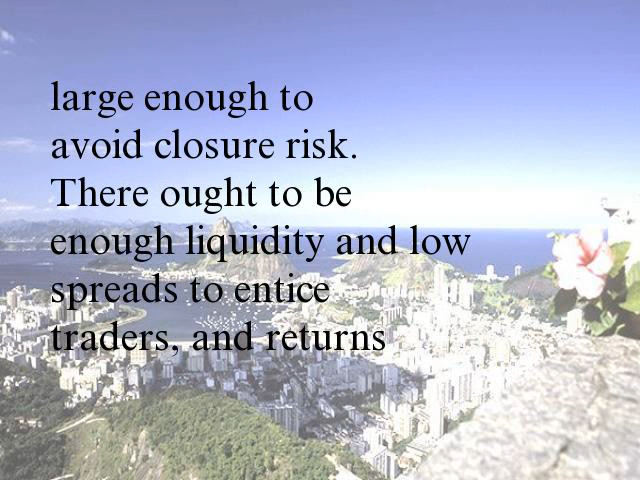 large enough to
avoid closure risk.
There ought to be
enough liquidity and low
spreads to entice
traders, and returns